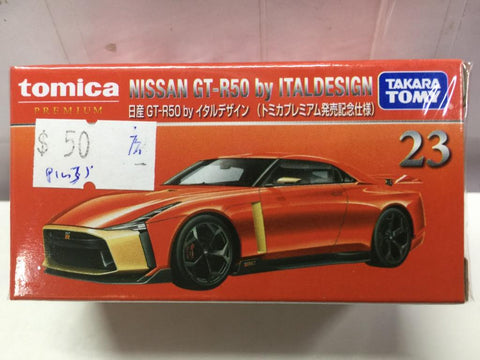 tomica
PREMIUM
NISSAN GT-R50 by ITALDESIGN
日産 GT-R50 by イタルデザイン (トミカプレミアム発売記念仕様)
TAKARA
TOMY
$ 50
23